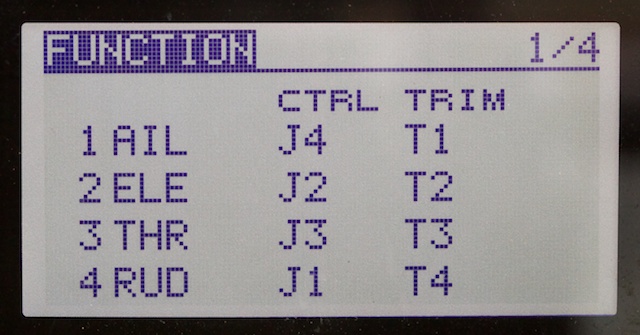 FUNCTION 1/4
CTRL TRIM
1 AIL J4 T1
2 ELE J2 T2
3 THR J3 T3
4 RUD J1 T4